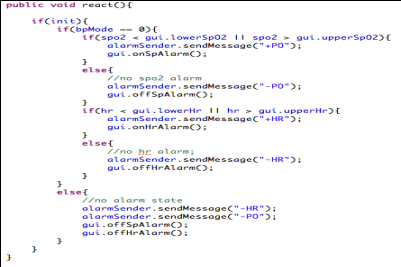 public void react(){
if(init){
if(bpMode == 0){
if(spo2 < gui.lowerSpO2 || spo2 > gui.upperSpO2){
alarmSender.sendMessage("+PO");
gui.onSpAlarm();
}
else{
//no spo2 alarm
alarmSender.sendMessage("-PO");
gui.offSpAlarm();
}
if(hr < gui.lowerHr || hr > gui.upperHr){
alarmSender.sendMessage("+HR");
gui.onHrAlarm();
}
else{
//no hr alarm;
alarmSender.sendMessage("-HR");
gui.offHrAlarm();
}
}
else{
//no alarm state
alarmSender.sendMessage("-HR");
alarmSender.sendMessage("-PO");
gui.offSpAlarm();
gui.offHrAlarm();
}
}
}